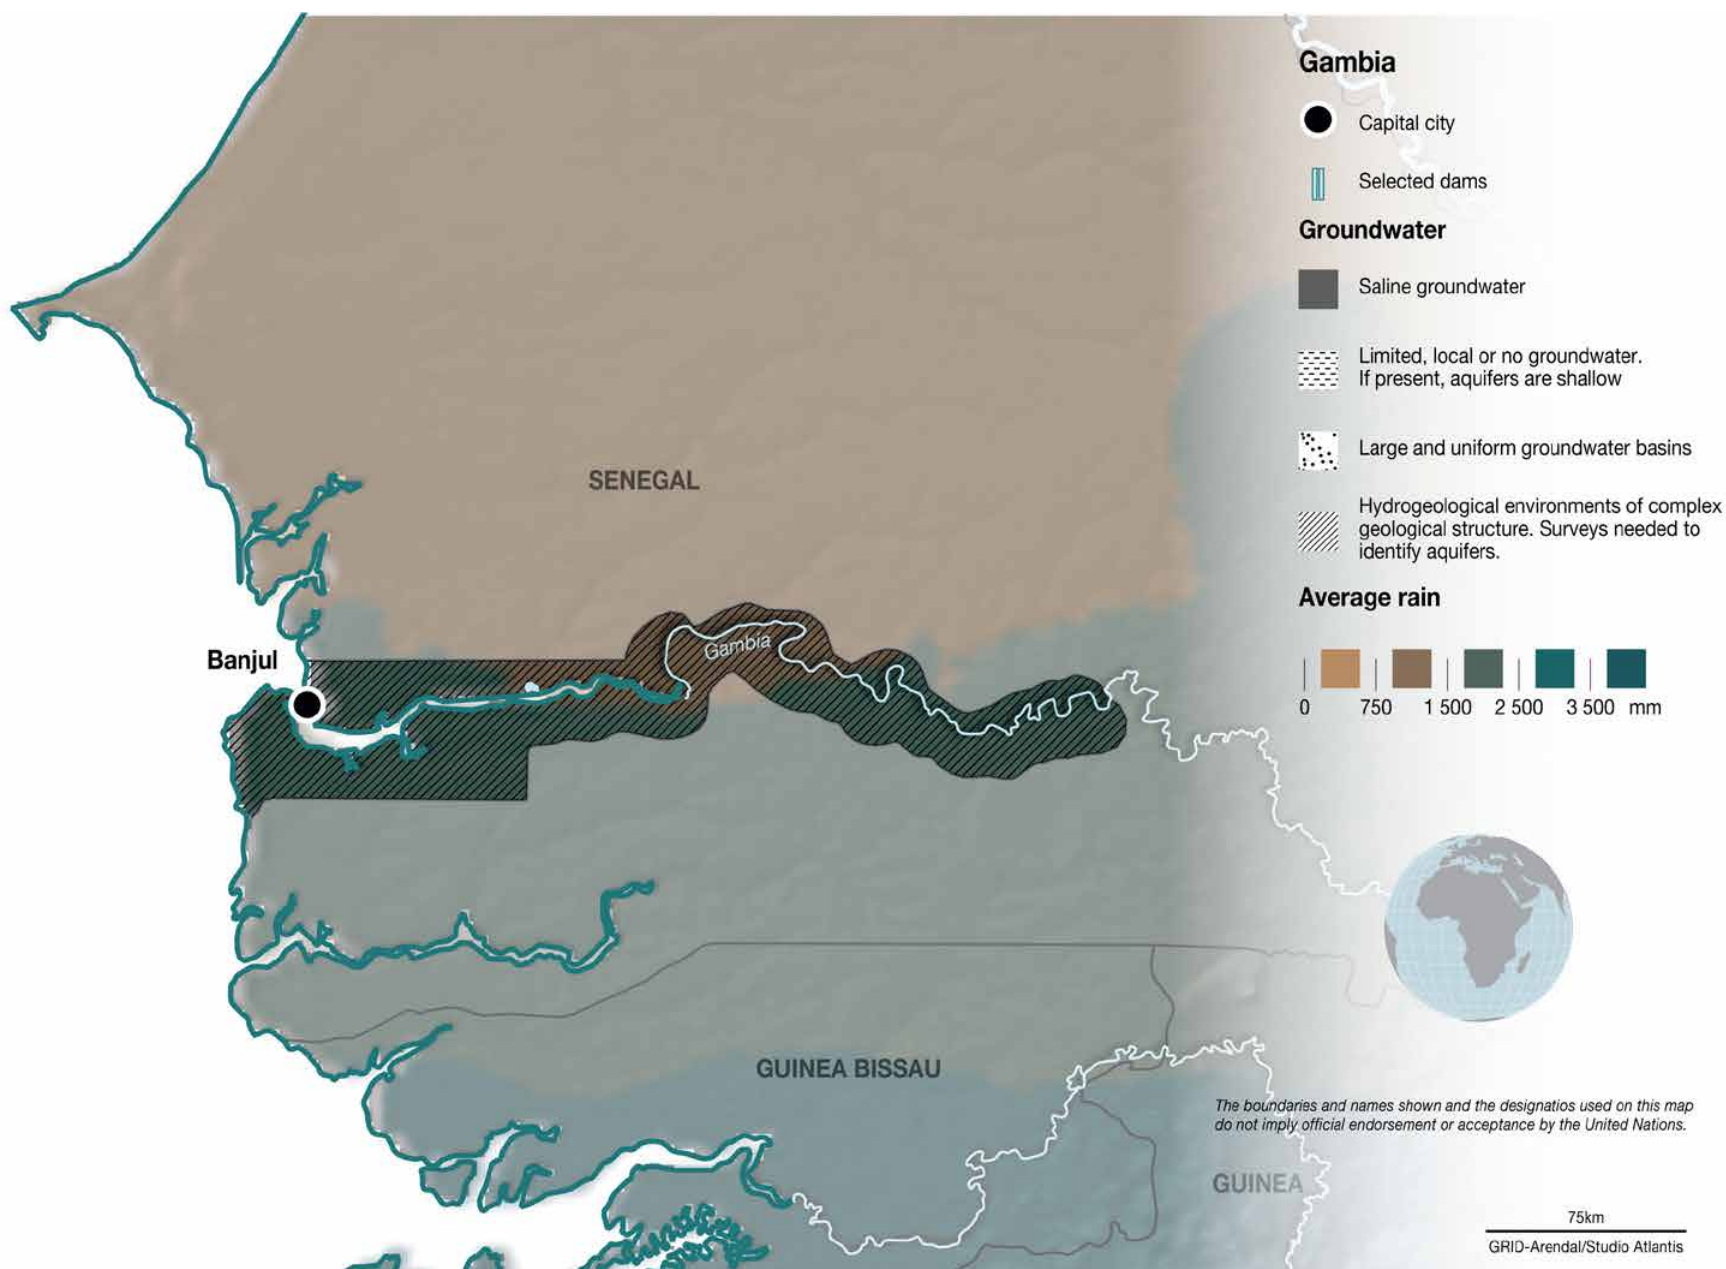 Gambia
Capital city
Selected dams
Groundwater
Saline groundwater
Limited, local or no groundwater.
If present, aquifers are shallow
Large and uniform groundwater basins
Hydrogeological environments of complex
geological structure. Surveys needed to
identify aquifers.
Average rain
0 750 1 500 2 500 3 500 mm
SENEGAL
Banjul
Gambia
GUINEA BISSAU
GUINEA
The boundaries and names shown and the designatios used on this map
do not imply official endorsement or acceptance by the United Nations.
75km
GRID-Arendal/Studio Atlantis